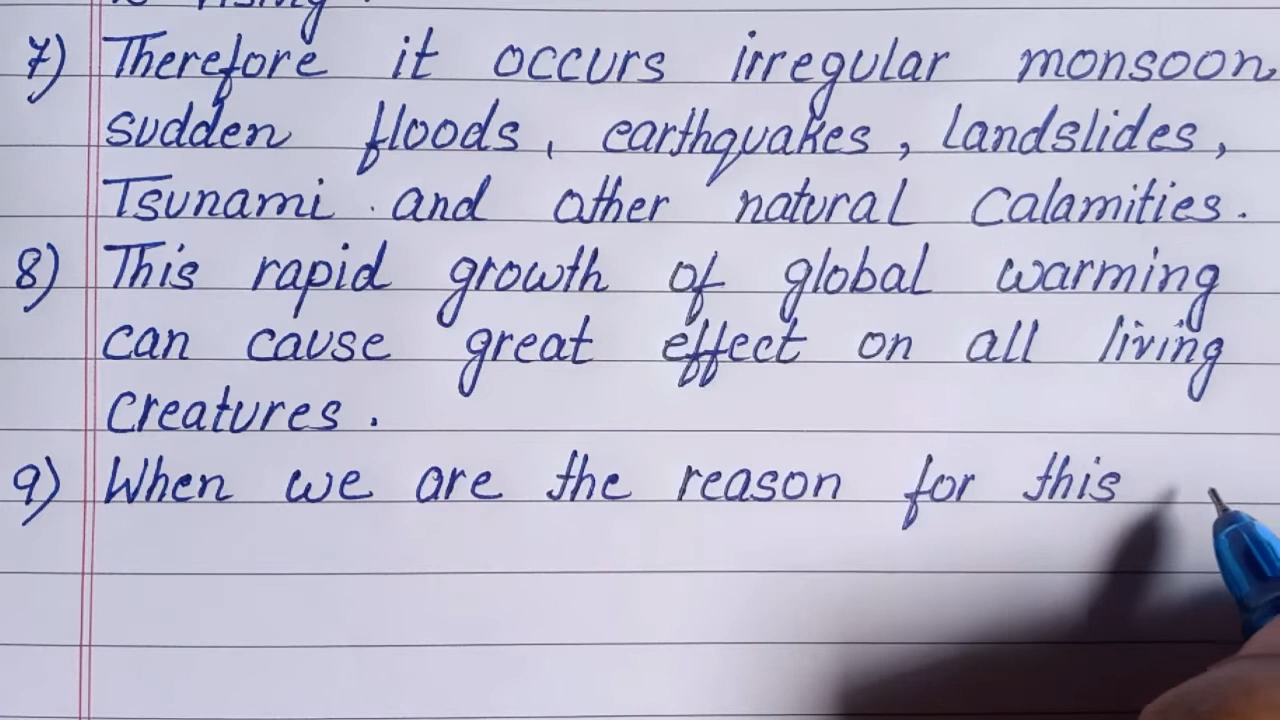 rising.
7) Therefore it occurs irregular monsoon,
sudden floods, earthquakes, Landslides,
Tsunami. and other natural Calamities.
8) This rapid growth of global warming
can cause great effect on all living
creatures.
9) When we are the reason for this